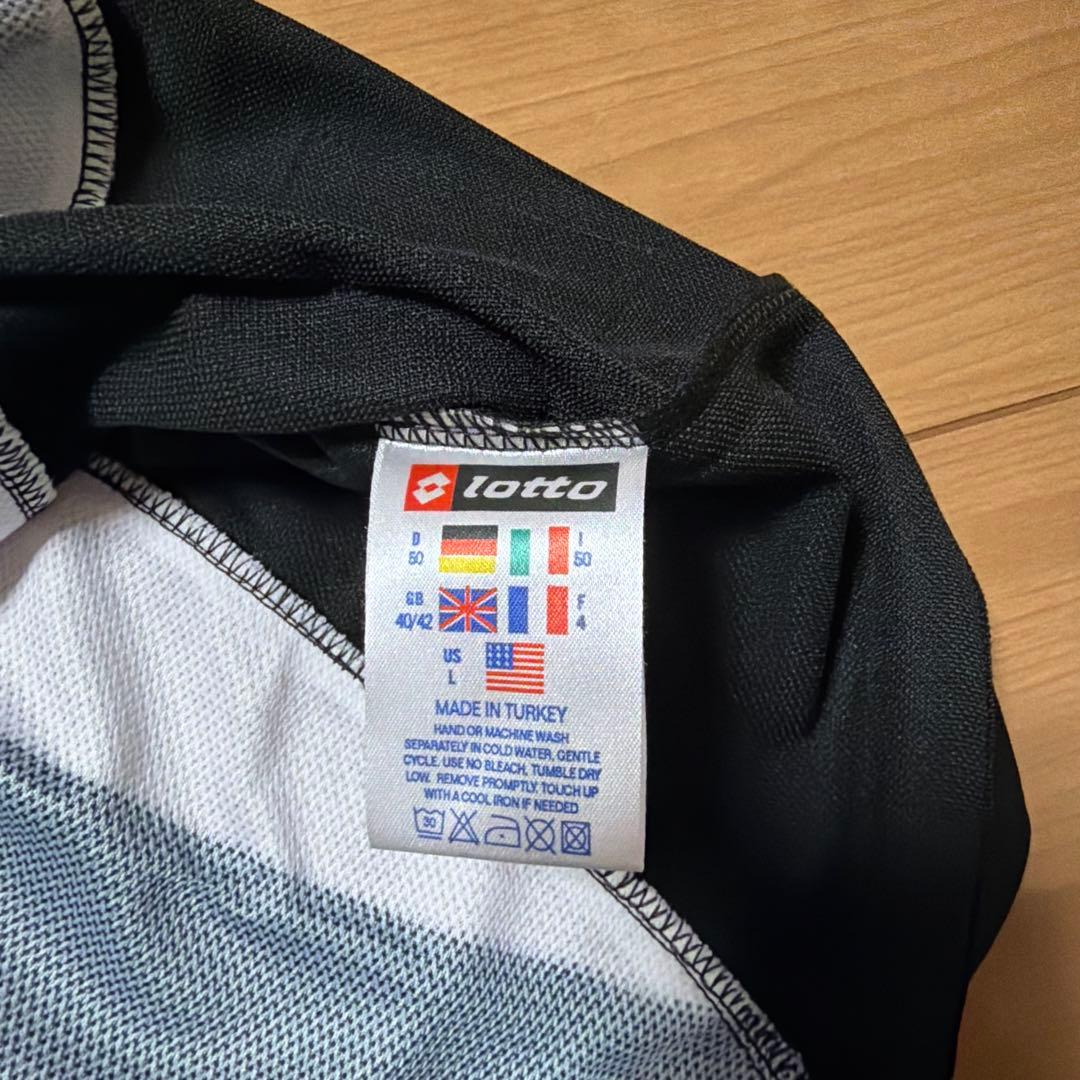 lotto
D I
50 50
GB F
40/42 4
US
L
MADE IN TURKEY
HAND OR MACHINE WASH
SEPARATELY IN COLD WATER, GENTLE
CYCLE. USE NO BLEACH, TUMBLE DRY
LOW. REMOVE PROMPTLY. TOUCH UP
WITH A COOL IRON IF NEEDED
30